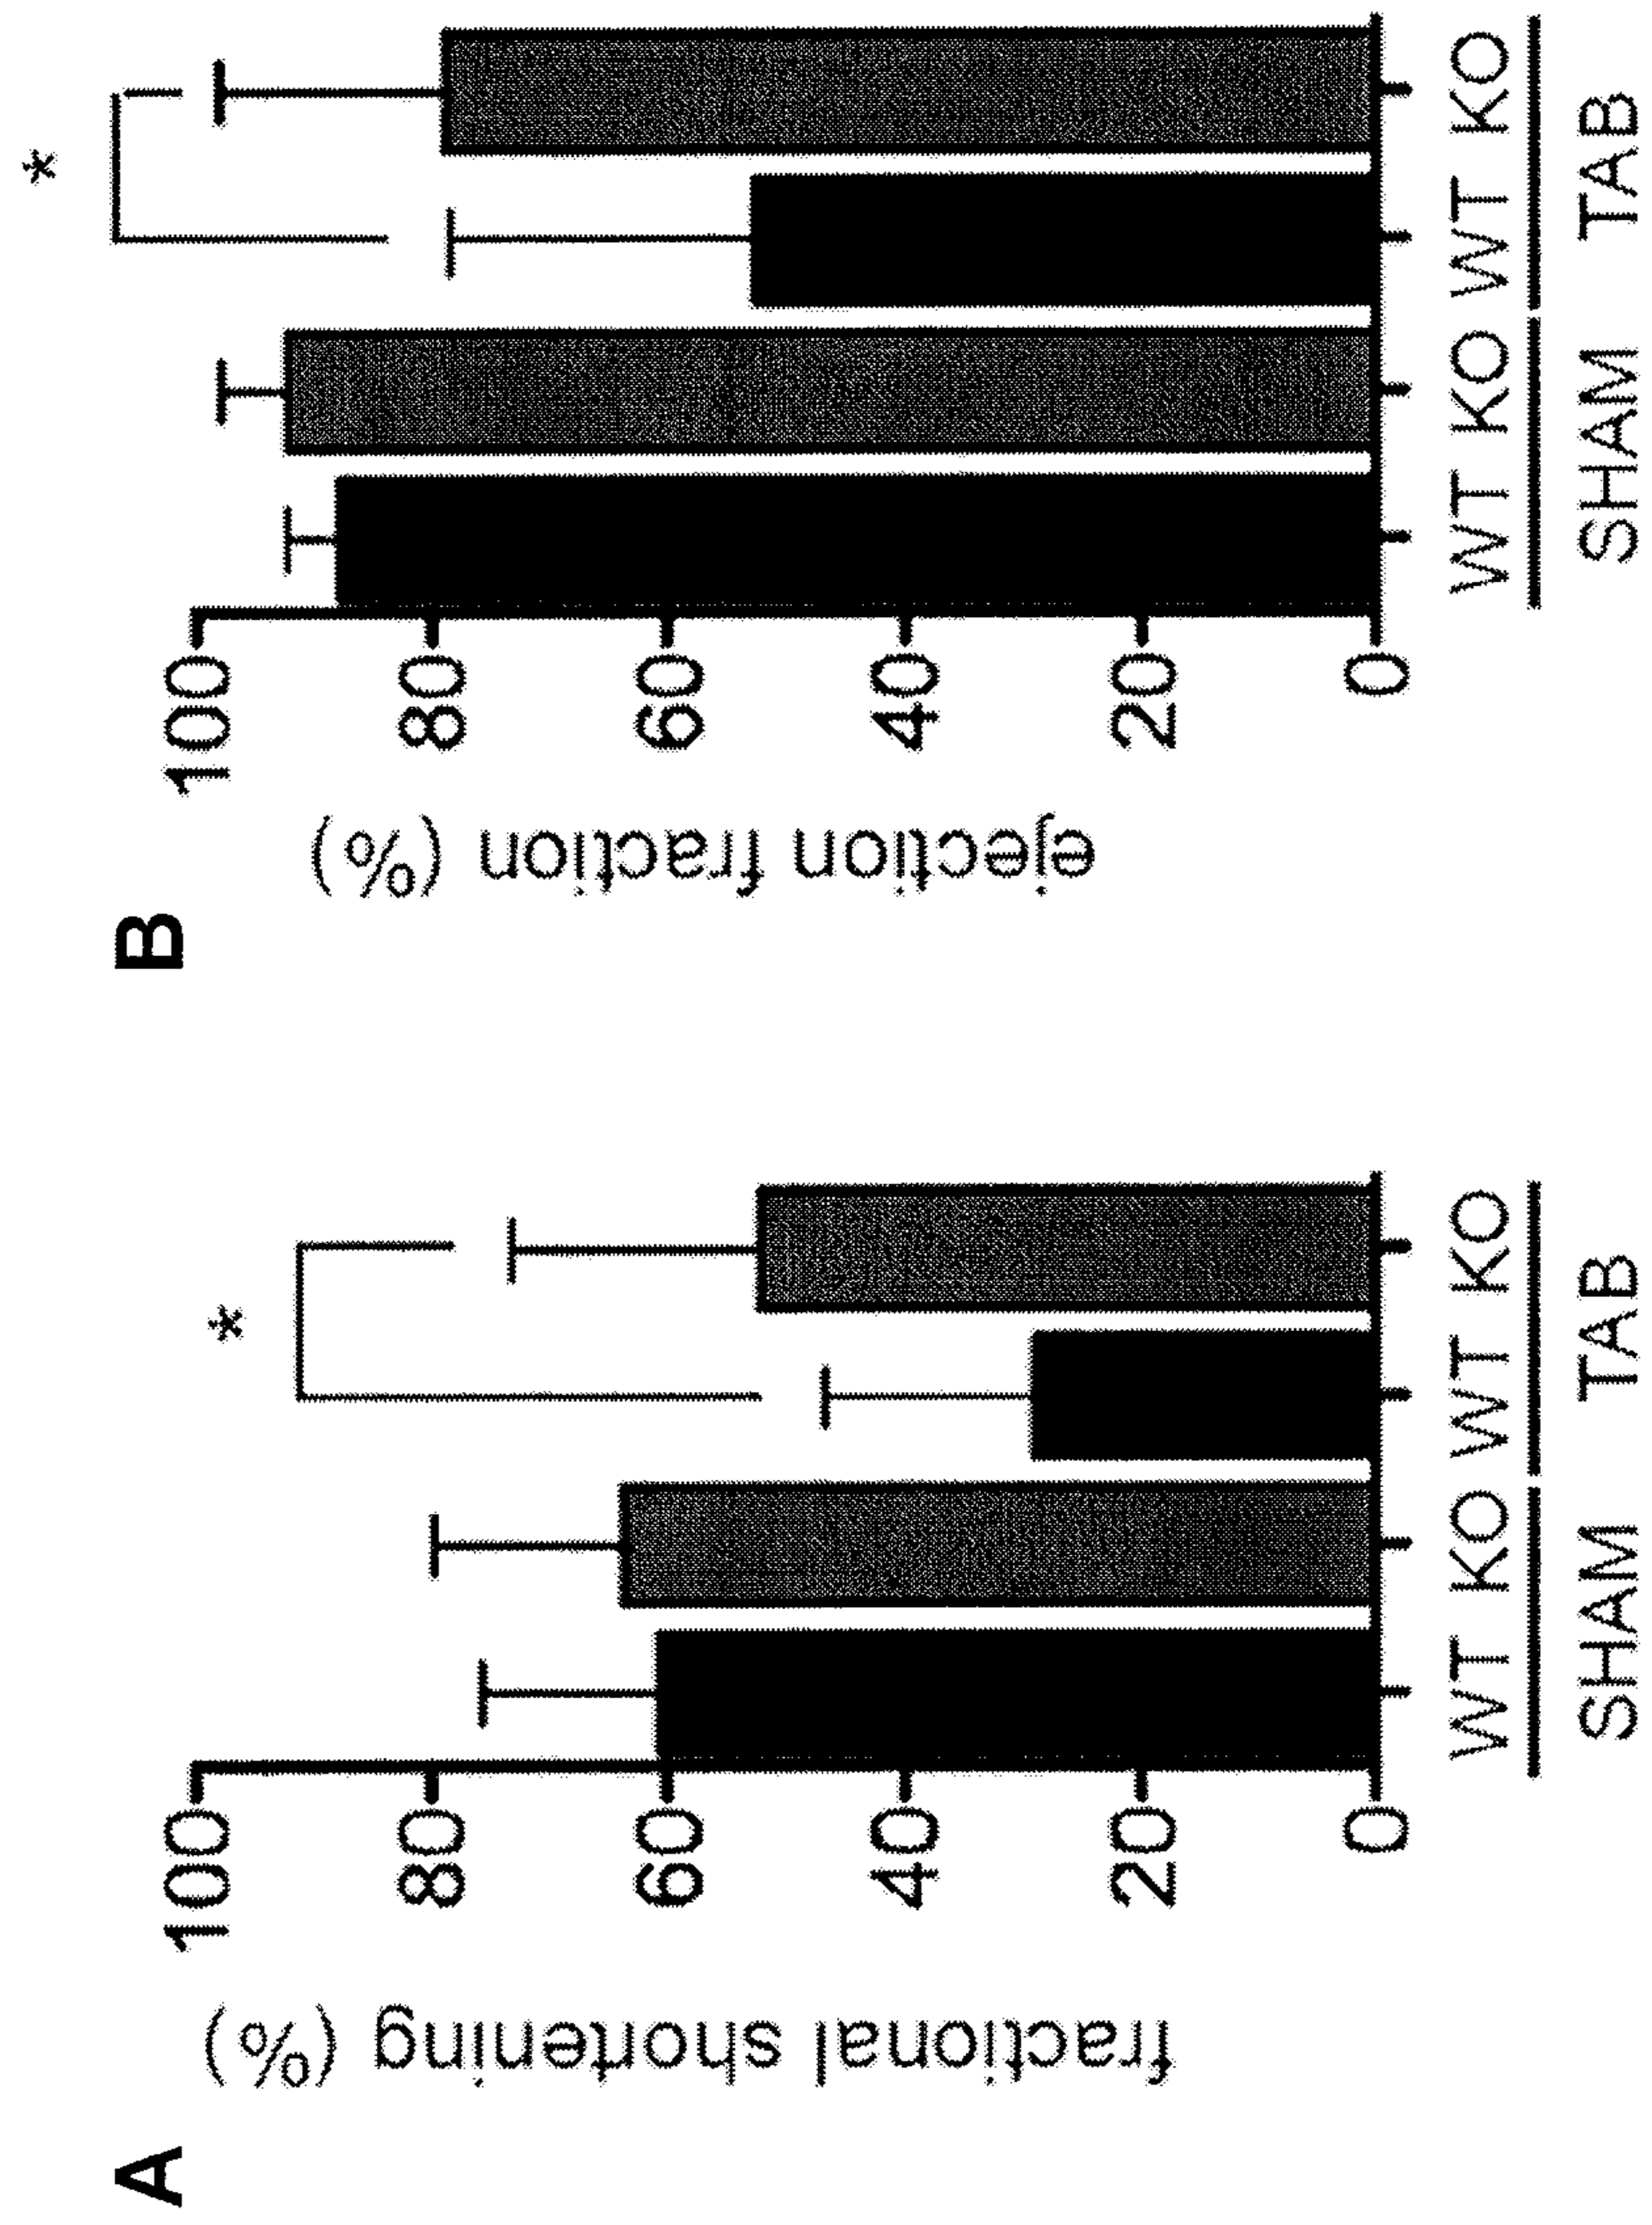 A
fractional shortening (%)
100
80
60
40
20
0
*
WT KO WT KO
SHAM TAB
B
ejection fraction (%)
100
80
60
40
20
0
*
WT KO WT KO
SHAM TAB